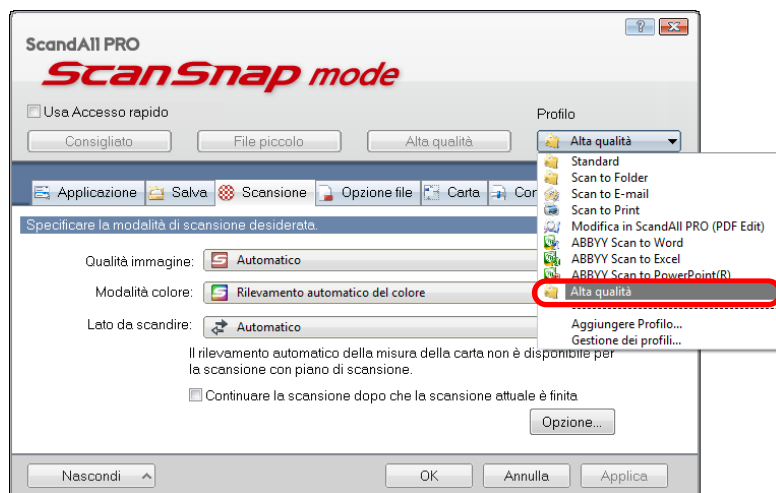 ScandAll PRO
ScanSnap mode
Usa Accesso rapido
Profilo
Consigliato
File piccolo
Alta qualità
Alta qualità
Standard
Scan to Folder
Scan to E-mail
Scan to Print
Modifica in ScandAll PRO (PDF Edit)
ABBYY Scan to Word
ABBYY Scan to Excel
ABBYY Scan to PowerPoint(R)
Alta qualità
Aggiungere Profilo...
Gestione dei profili...
Applicazione
Salva
Scansione
Opzione file
Carta
Specificare la modalità di scansione desiderata.
Qualità immagine:
Automatico
Modalità colore:
Rilevamento automatico del colore
Lato da scandire:
Automatico
Il rilevamento automatico della misura della carta non è disponibile per
la scansione con piano di scansione.
Continuare la scansione dopo che la scansione attuale è finita
Opzione...
Nascondi
OK
Annulla
Applica